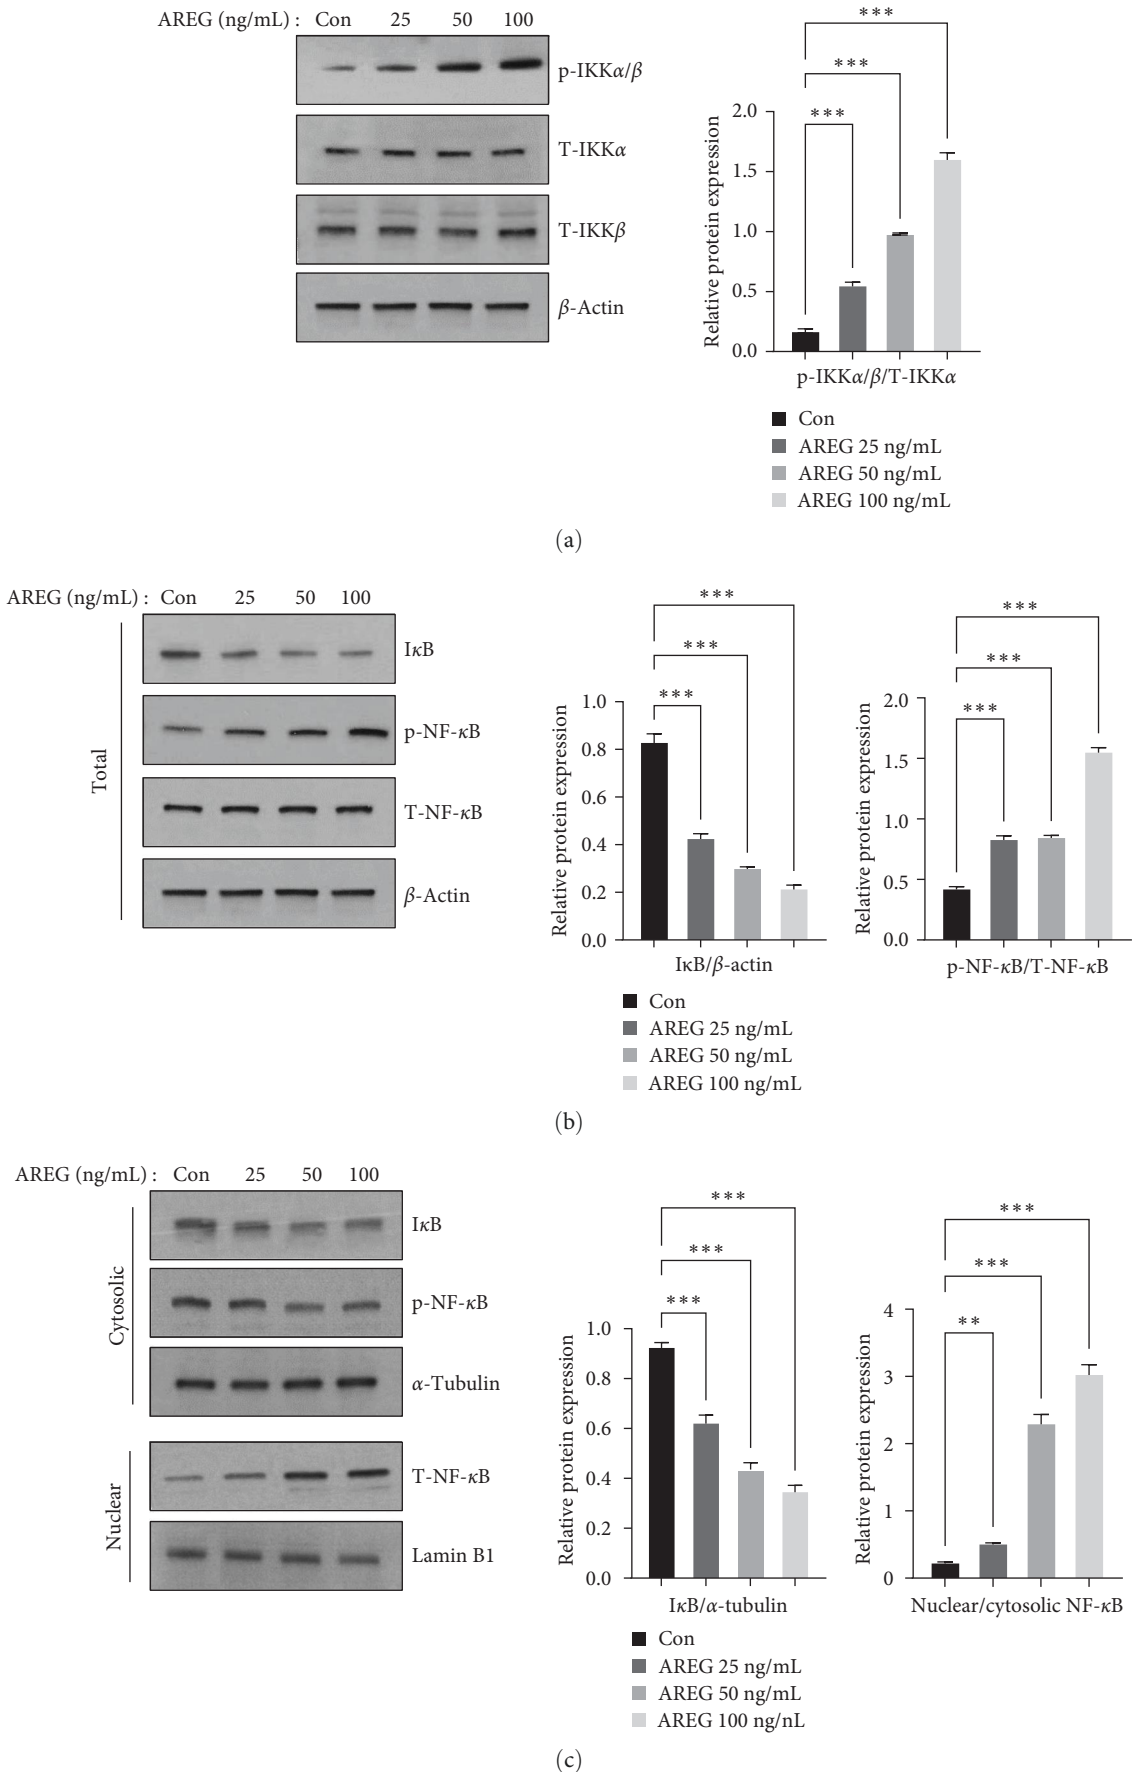 AREG (ng/mL) : Con 25 50 100
p-IKKα/β
T-IKKα
T-IKKβ
β-Actin
***
***
***
Relative protein expression
2.0
1.5
1.0
0.5
0.0
p-IKKα/β/T-IKKα
Con
AREG 25 ng/mL
AREG 50 ng/mL
AREG 100 ng/mL
(a)
AREG (ng/mL) : Con 25 50 100
Total
IκB
p-NF-κB
T-NF-κB
β-Actin
***
***
***
Relative protein expression
1.0
0.8
0.6
0.4
0.2
0.0
IκB/β-actin
***
***
***
Relative protein expression
2.0
1.5
1.0
0.5
0.0
p-NF-κB/T-NF-κB
Con
AREG 25 ng/mL
AREG 50 ng/mL
AREG 100 ng/mL
(b)
AREG (ng/mL) : Con 25 50 100
Cytosolic
IκB
p-NF-κB
α-Tubulin
Nuclear
T-NF-κB
Lamin B1
***
***
***
Relative protein expression
1.0
0.8
0.6
0.4
0.2
0.0
IκB/α-tubulin
***
***
**
Relative protein expression
4
3
2
1
0
Nuclear/cytosolic NF-κB
Con
AREG 25 ng/mL
AREG 50 ng/mL
AREG 100 ng/nL
(c)